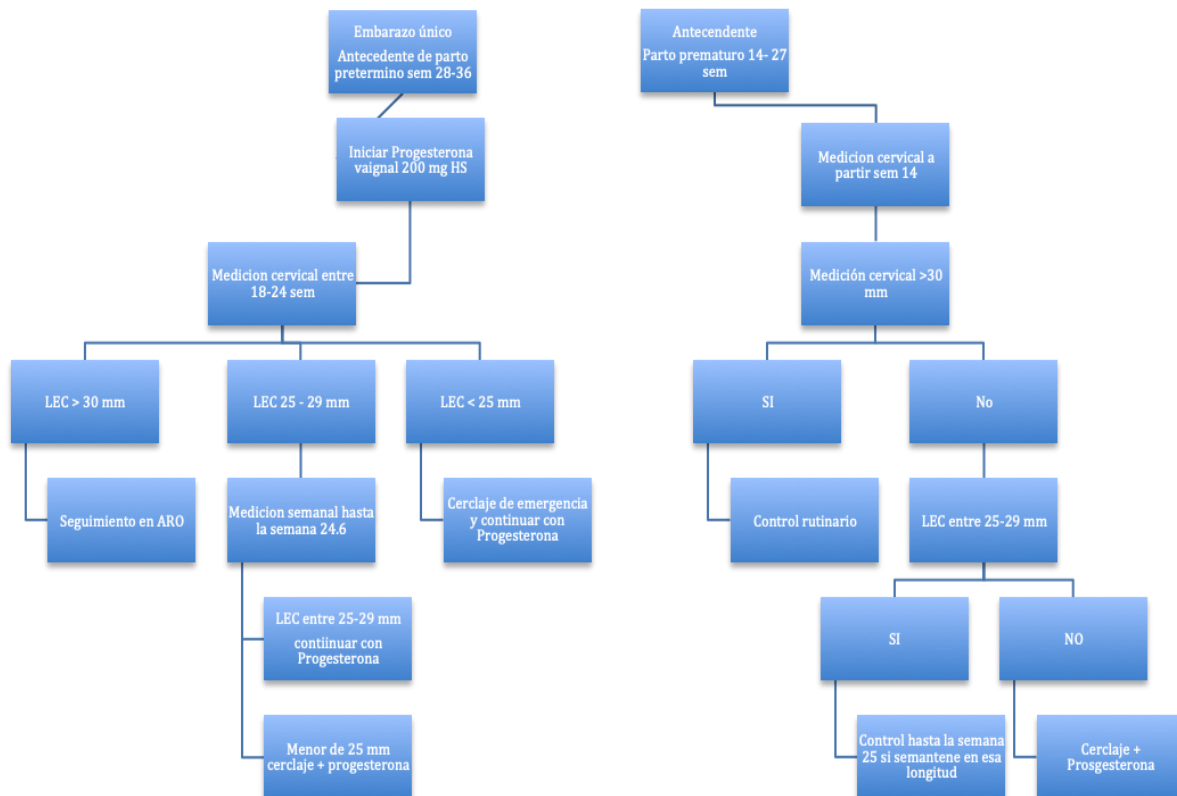 Embarazo único
Antecedente de parto
pretermino sem 28-36
Iniciar Progesterona
vaignal 200 mg HS
Medicion cervical entre
18-24 sem
LEC > 30 mm
LEC 25 - 29 mm
LEC < 25 mm
Seguimiento en ARO
Medicion semanal hasta
la semana 24.6
Cerclaje de emergencia
y continuar con
Progesterona
LEC entre 25-29 mm
contiinuar con
Progesterona
Menor de 25 mm
cerclaje + progesterona
Antecendente
Parto prematuro 14- 27
sem
Medicion cervical a
partir sem 14
Medición cervical >30
mm
SI
No
Control rutinario
LEC entre 25-29 mm
SI
NO
Control hasta la semana
25 si semantene en esa
longitud
Cerclaje +
Prosgesterona